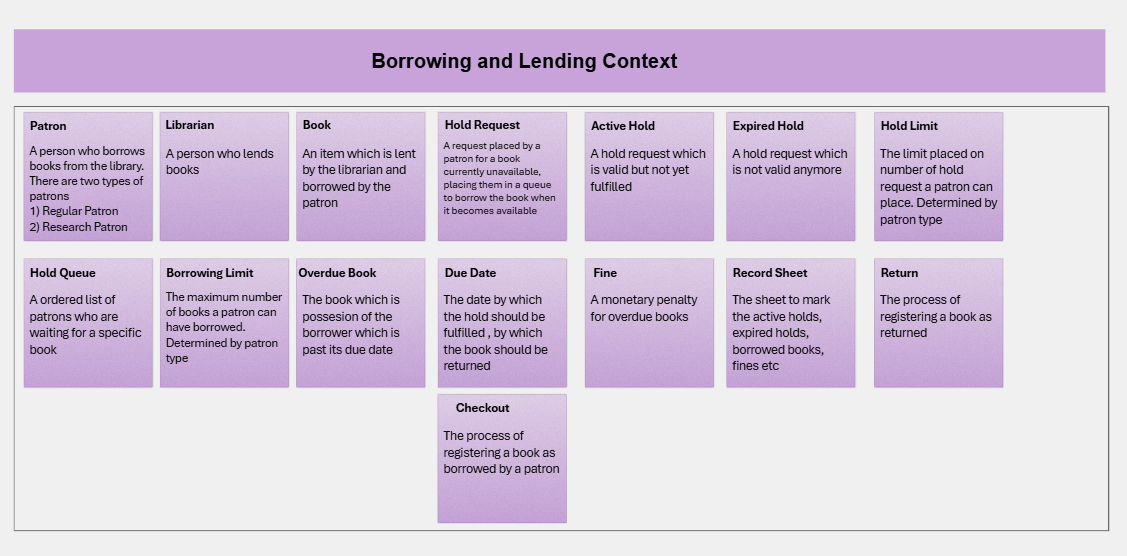 Borrowing and Lending Context
Patron
A person who borrows
books from the library.
There are two types of
patrons
1) Regular Patron
2) Research Patron
Librarian
A person who lends
books
Book
An item which is lent
by the librarian and
borrowed by the
patron
Hold Request
A request placed by a
patron for a book
currently unavailable,
placing them in a queue
to borrow the book when
it becomes available
Active Hold
A hold request which
is valid but not yet
fulfilled
Expired Hold
A hold request which
is not valid anymore
Hold Limit
The limit placed on
number of hold
request a patron can
place. Determined by
patron type
Hold Queue
A ordered list of
patrons who are
waiting for a specific
book
Borrowing Limit
The maximum number
of books a patron can
have borrowed.
Determined by patron
type
Overdue Book
The book which is
possesion of the
borrower which is
past its due date
Due Date
The date by which
the hold should be
fulfilled , by which
the book should be
returned
Fine
A monetary penalty
for overdue books
Record Sheet
The sheet to mark
the active holds,
expired holds,
borrowed books,
fines etc
Return
The process of
registering a book as
returned
Checkout
The process of
registering a book as
borrowed by a patron